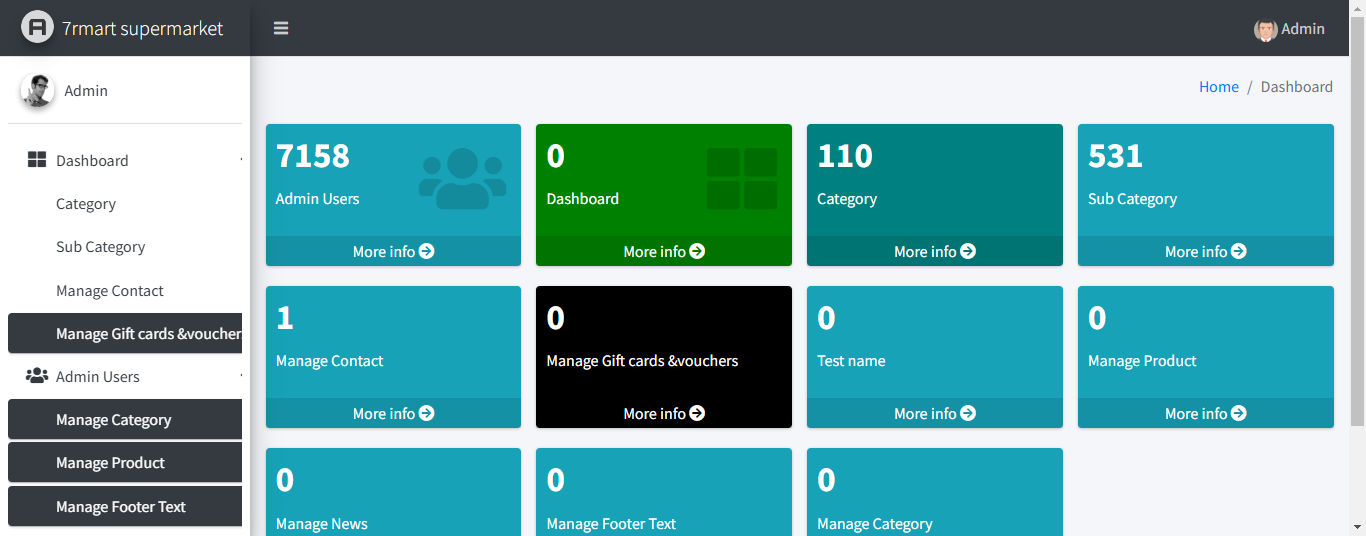 7rmart supermarket
Admin
Admin
Home / Dashboard
Dashboard
Category
Sub Category
Manage Contact
Manage Gift cards &voucher
Admin Users
Manage Category
Manage Product
Manage Footer Text
7158
Admin Users
More info
0
Dashboard
More info
110
Category
More info
531
Sub Category
More info
1
Manage Contact
More info
0
Manage Gift cards &vouchers
More info
0
Test name
More info
0
Manage Product
More info
0
Manage News
0
Manage Footer Text
0
Manage Category